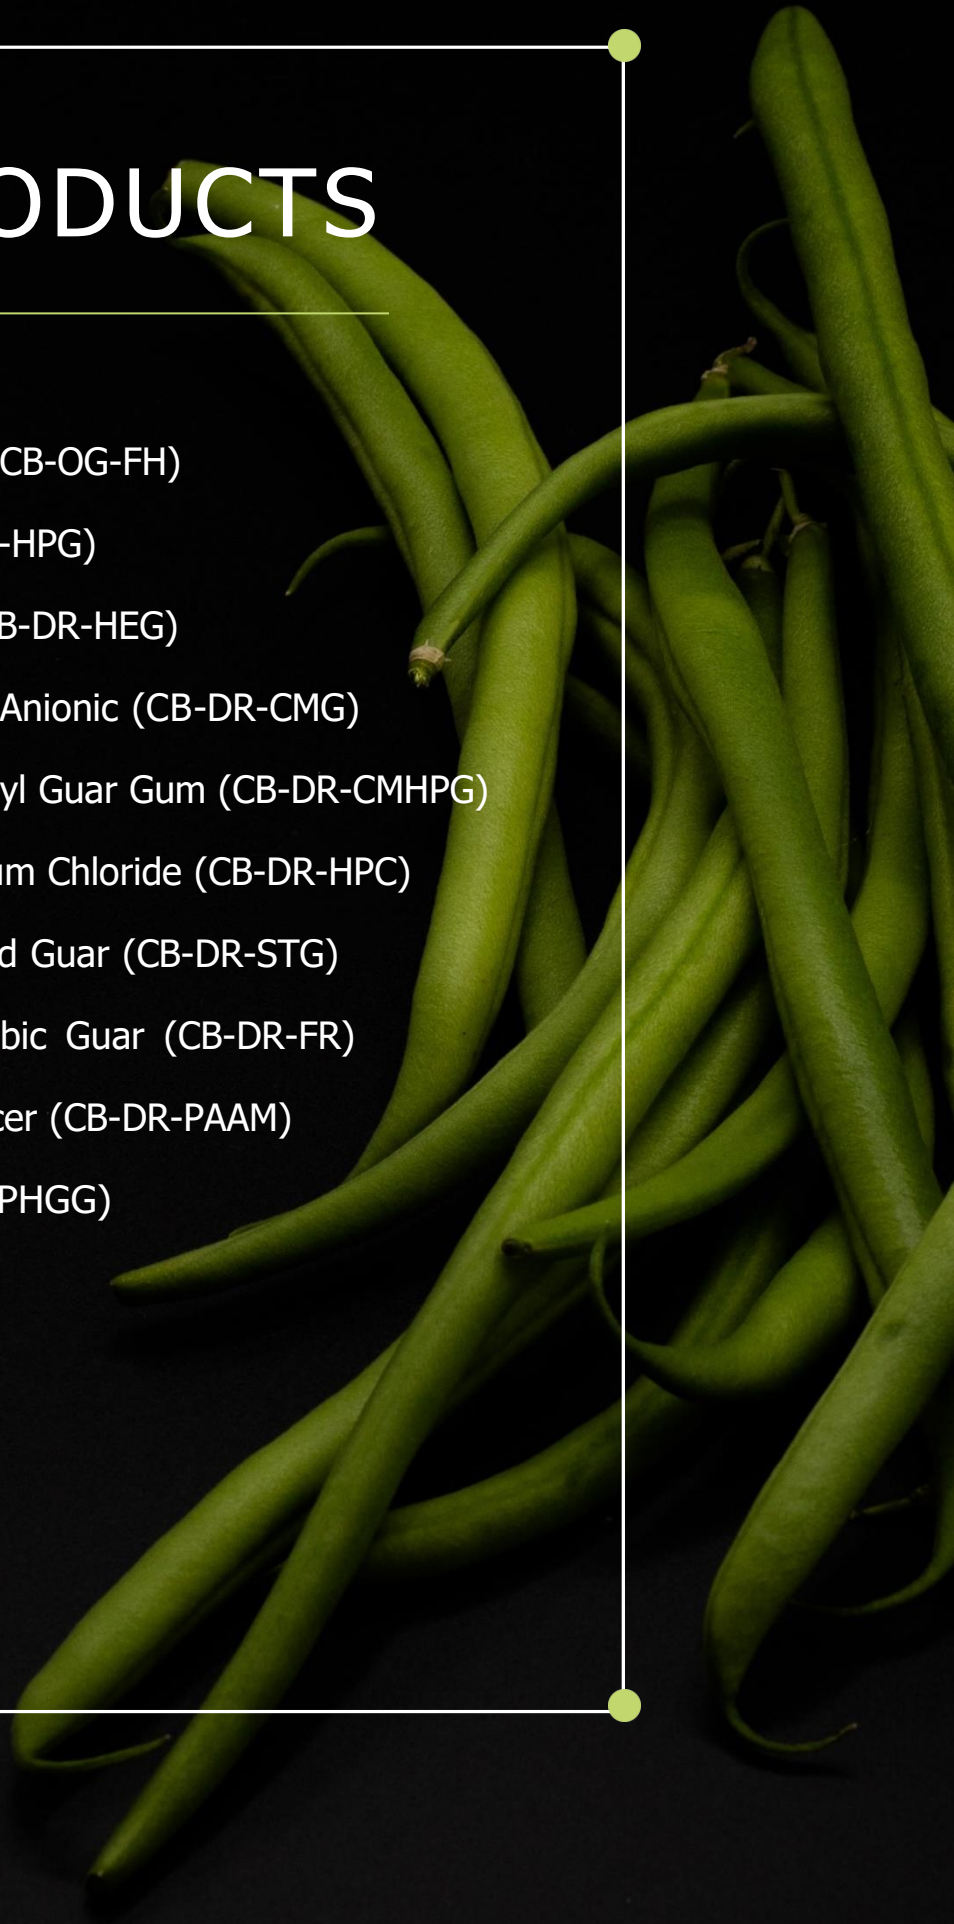 ODUCTS
CB-OG-FH)
-HPG)
B-DR-HEG)
Anionic (CB-DR-CMG)
yl Guar Gum (CB-DR-CMHPG)
um Chloride (CB-DR-HPC)
d Guar (CB-DR-STG)
bic Guar (CB-DR-FR)
cer (CB-DR-PAAM)
PHGG)